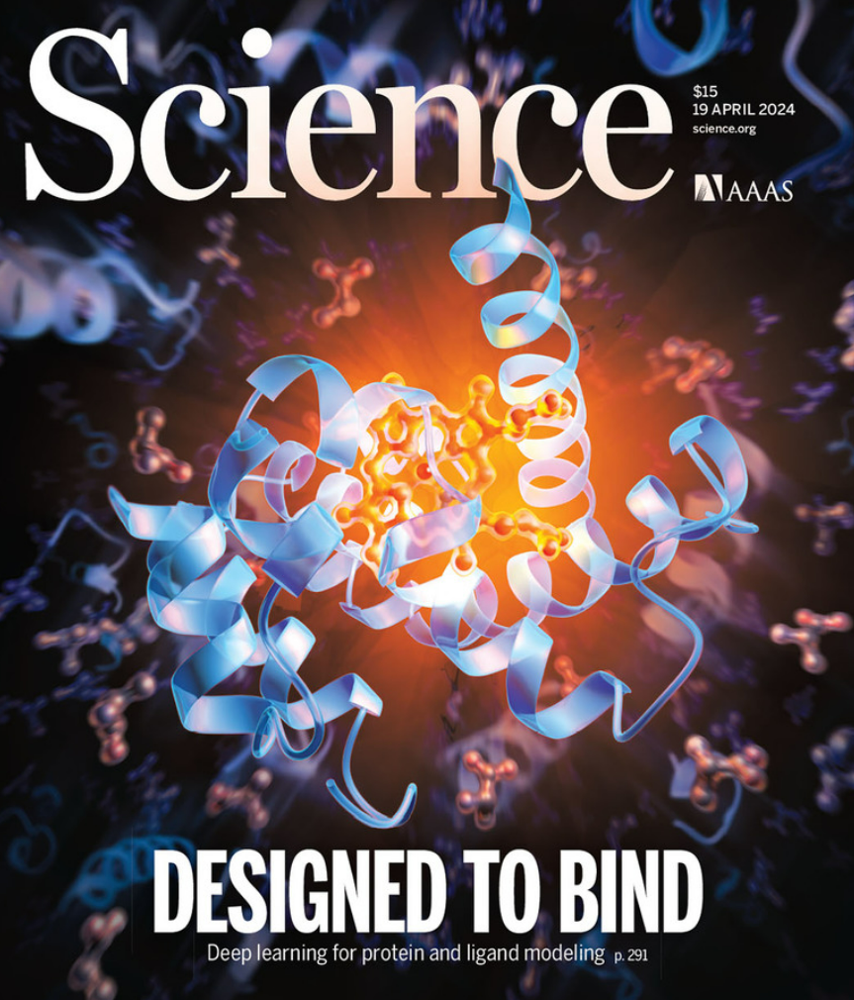 Science
$15
19 APRIL 2024
science.org
AAAS
DESIGNED TO BIND
Deep learning for protein and ligand modeling p. 291